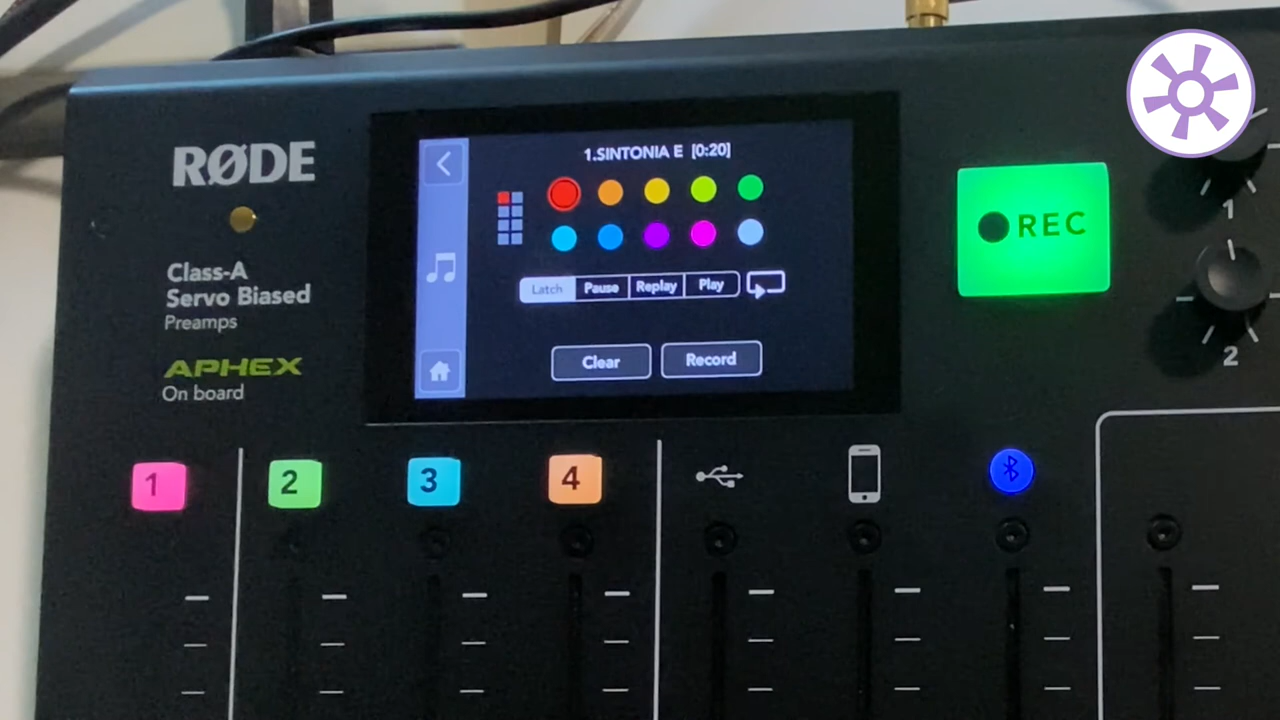 RØDE
Class-A
Servo Biased
Preamps
APHEX
On board
1.SINTONIA E [0:20]
Latch Pause Replay Play
Clear Record
REC
1
2
1 2 3 4